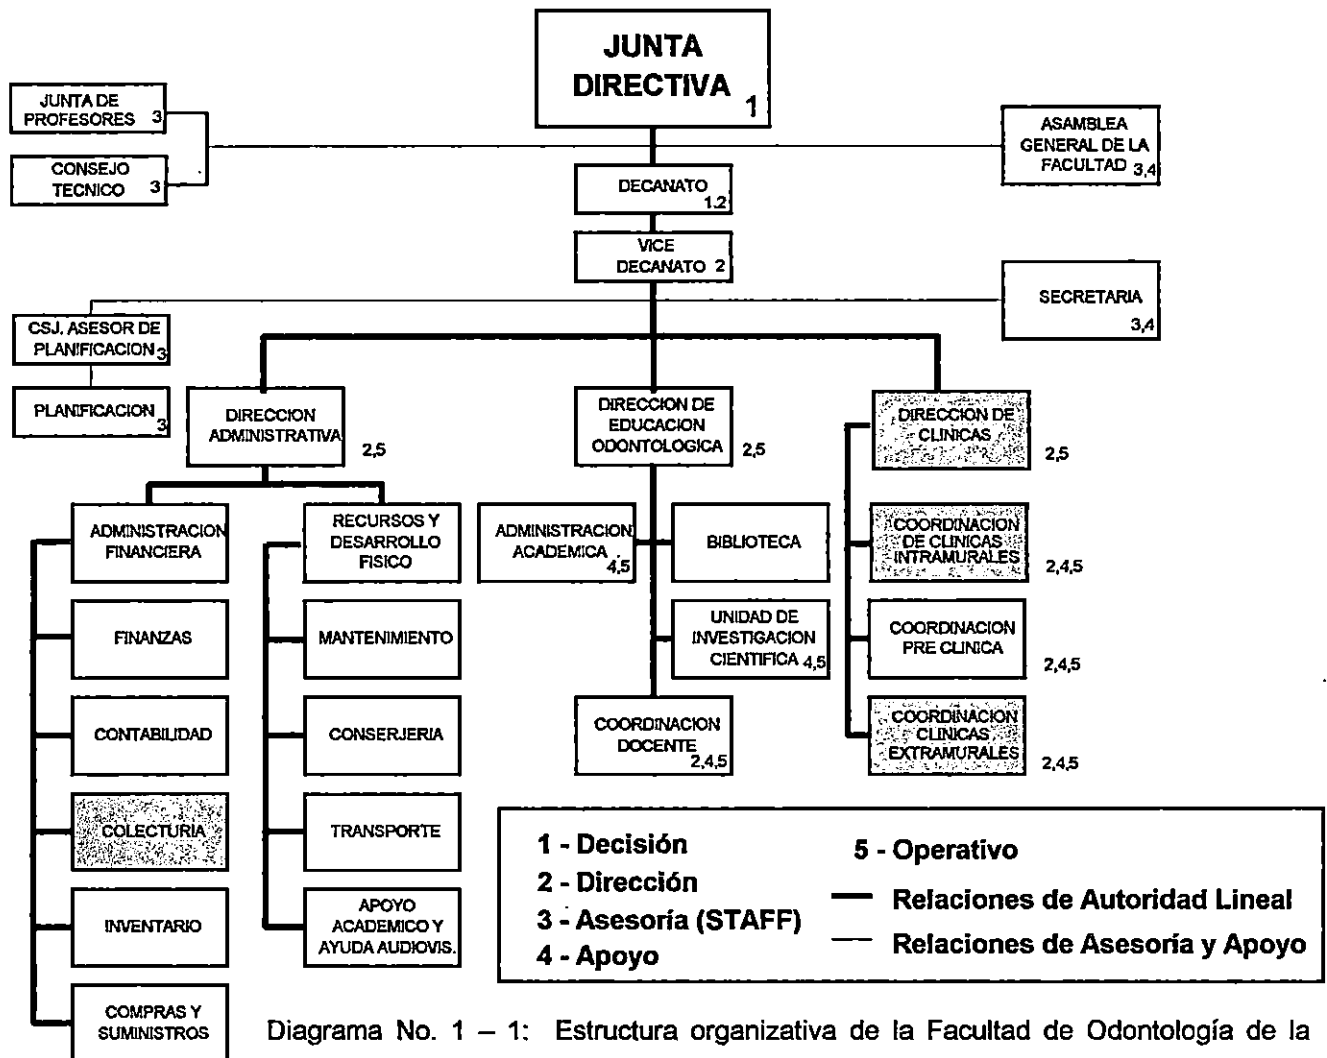 JUNTA
DIRECTIVA
1
JUNTA DE
PROFESORES 3
CONSEJO
TECNICO 3
ASAMBLEA
GENERAL DE LA
FACULTAD 3,4
DECANATO
1.2
VICE
DECANATO 2
SECRETARIA
3,4
CSJ. ASESOR DE
PLANIFICACION 3
PLANIFICACION 3
DIRECCION
ADMINISTRATIVA
2,5
DIRECCION DE
EDUCACION
ODONTOLOGICA
2,5
DIRECCION DE
CLINICAS
2,5
ADMINISTRACION
FINANCIERA
RECURSOS Y
DESARROLLO
FISICO
ADMINISTRACION
ACADEMICA
4,5
BIBLIOTECA
COORDINACION
DE CLINICAS
INTRAMURALES
2,4,5
FINANZAS
MANTENIMIENTO
UNIDAD DE
INVESTIGACION
CIENTIFICA 4,5
COORDINACION
PRE CLINICA
2,4,5
CONTABILIDAD
CONSERJERIA
COORDINACION
DOCENTE
2,4,5
COORDINACION
CLINICAS
EXTRAMURALES
2,4,5
COLECTURIA
TRANSPORTE
INVENTARIO
APOYO
ACADEMICO Y
AYUDA AUDIOVIS.
COMPRAS Y
SUMINISTROS
1 - Decisión
2 - Dirección
3 - Asesoría (STAFF)
4 - Apoyo
5 - Operativo
Relaciones de Autoridad Lineal
Relaciones de Asesoría y Apoyo
Diagrama No. 1 – 1: Estructura organizativa de la Facultad de Odontología de la